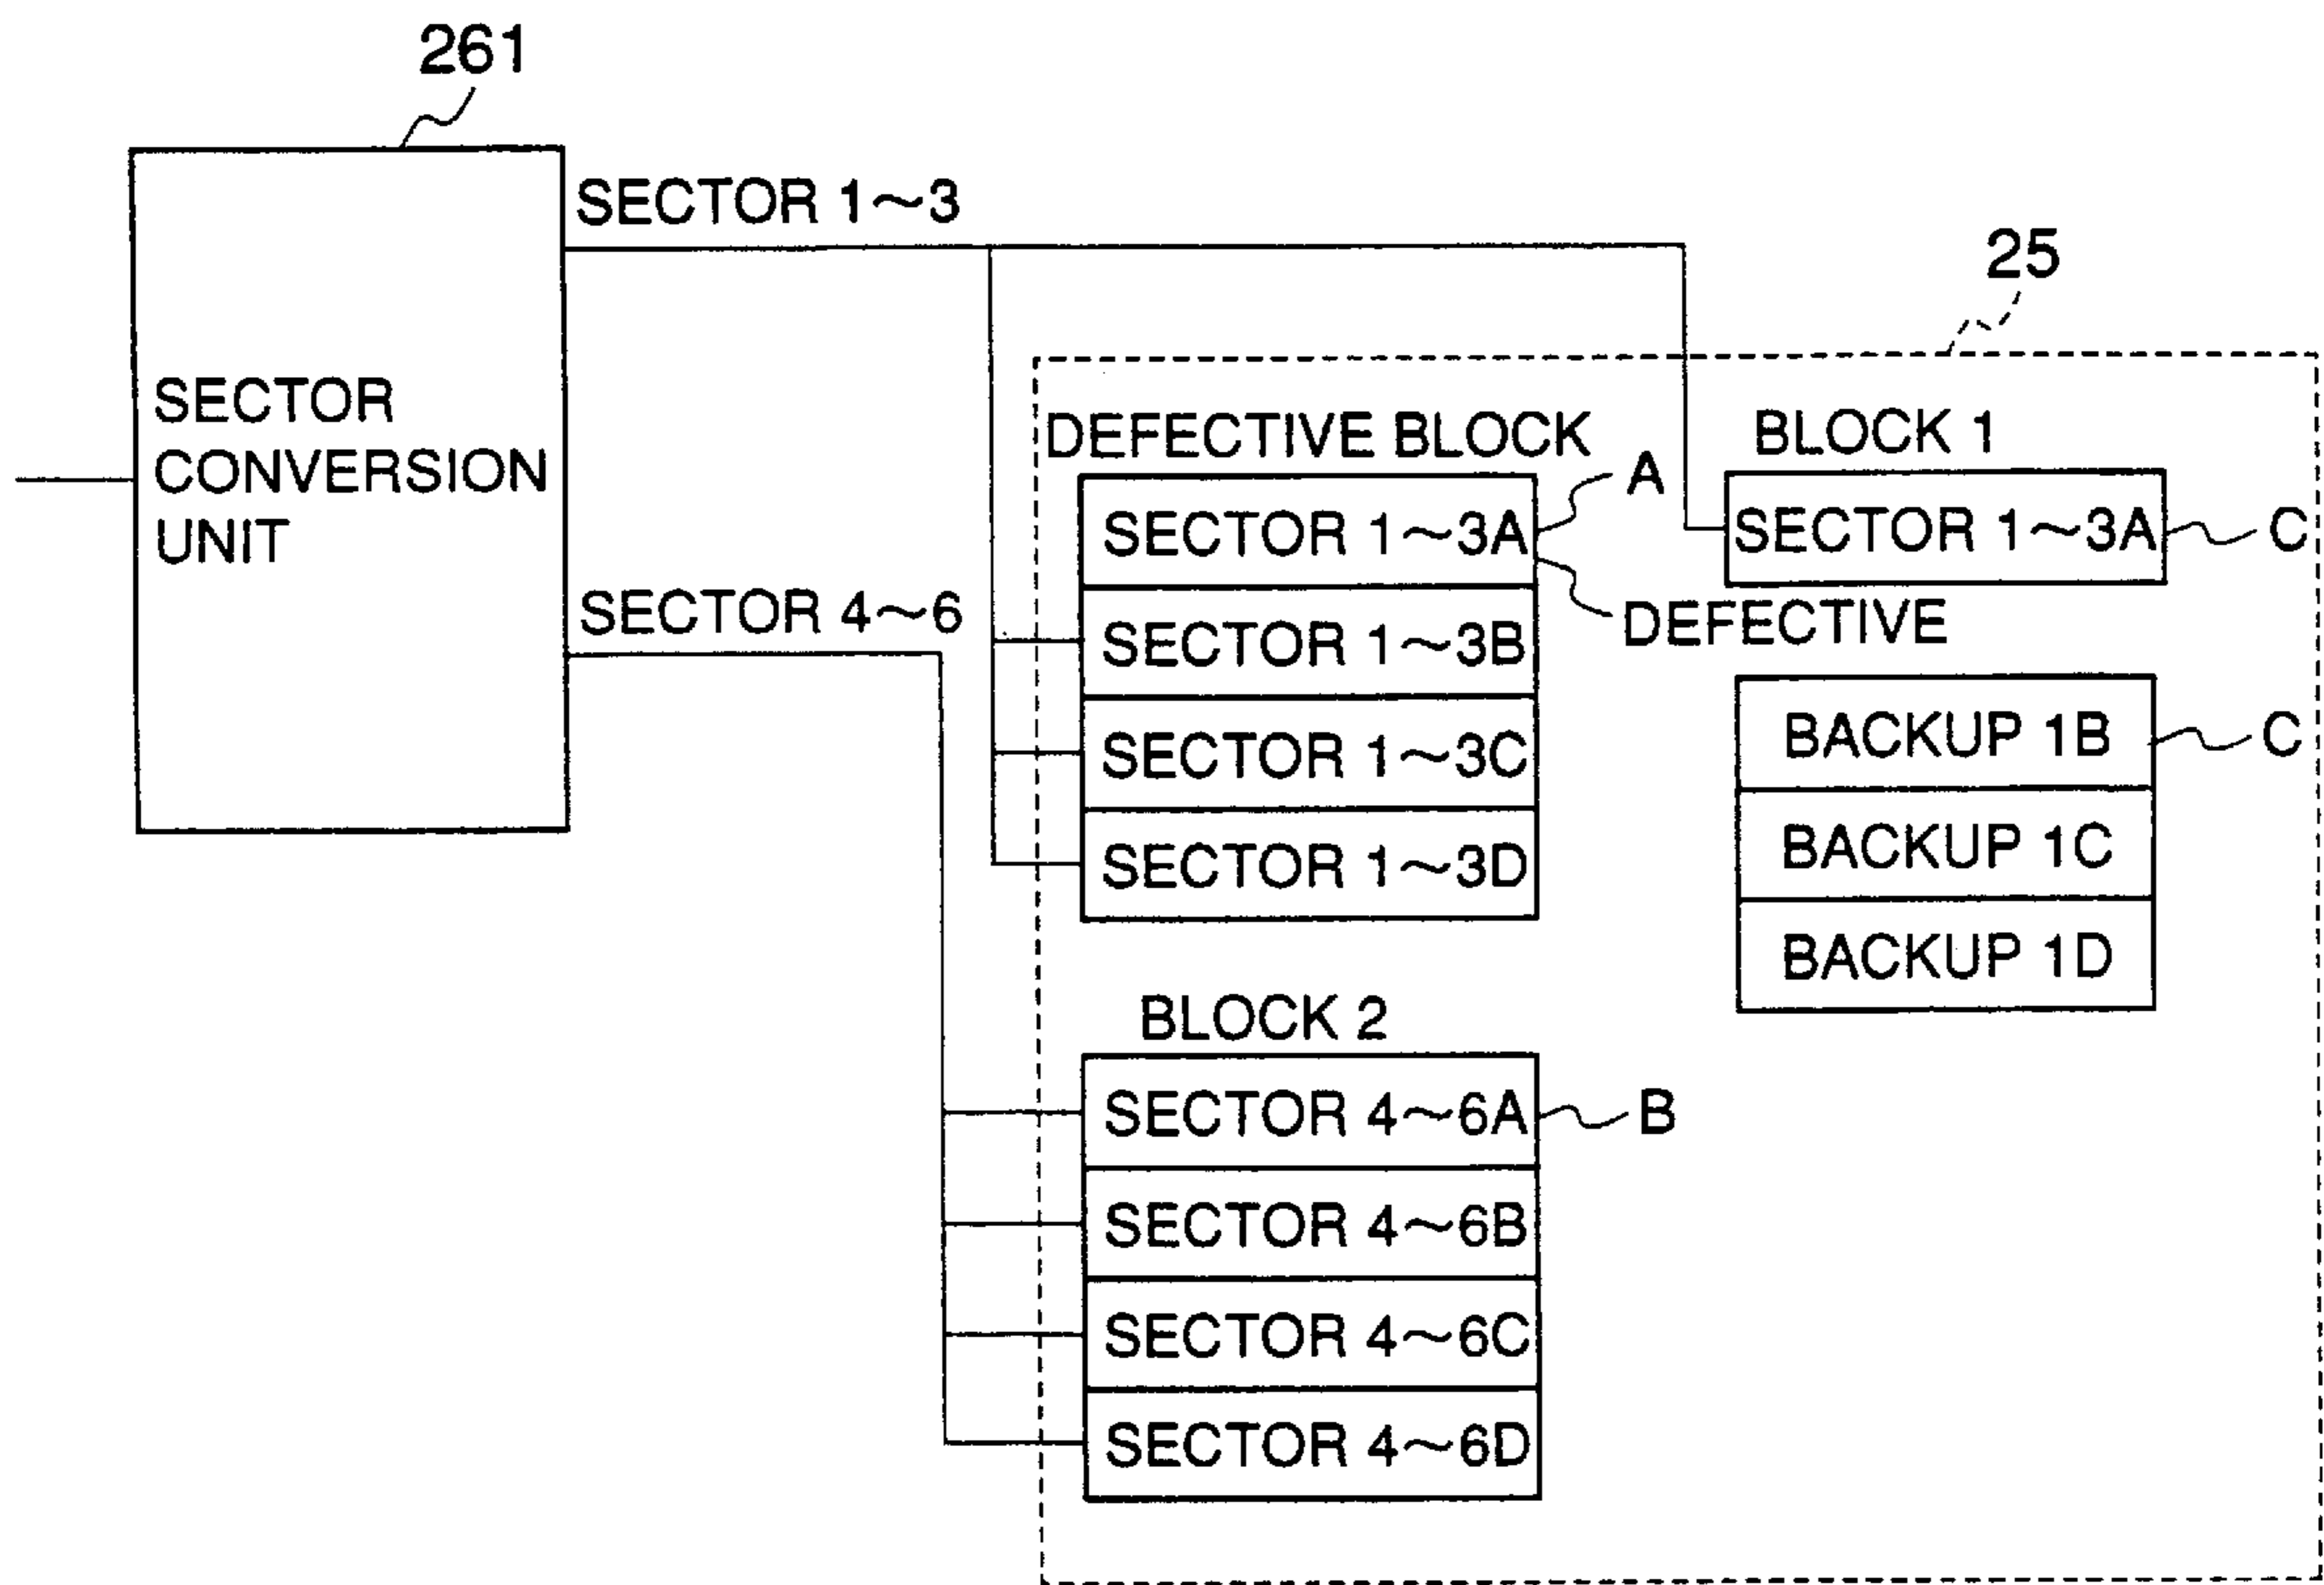 261
SECTOR 1～3
25
SECTOR
CONVERSION
UNIT
DEFECTIVE BLOCK
BLOCK 1
A
SECTOR 1～3A
SECTOR 1～3A
C
DEFECTIVE
SECTOR 4～6
SECTOR 1～3B
BACKUP 1B
C
SECTOR 1～3C
BACKUP 1C
SECTOR 1～3D
BACKUP 1D
BLOCK 2
SECTOR 4～6A
B
SECTOR 4～6B
SECTOR 4～6C
SECTOR 4～6D